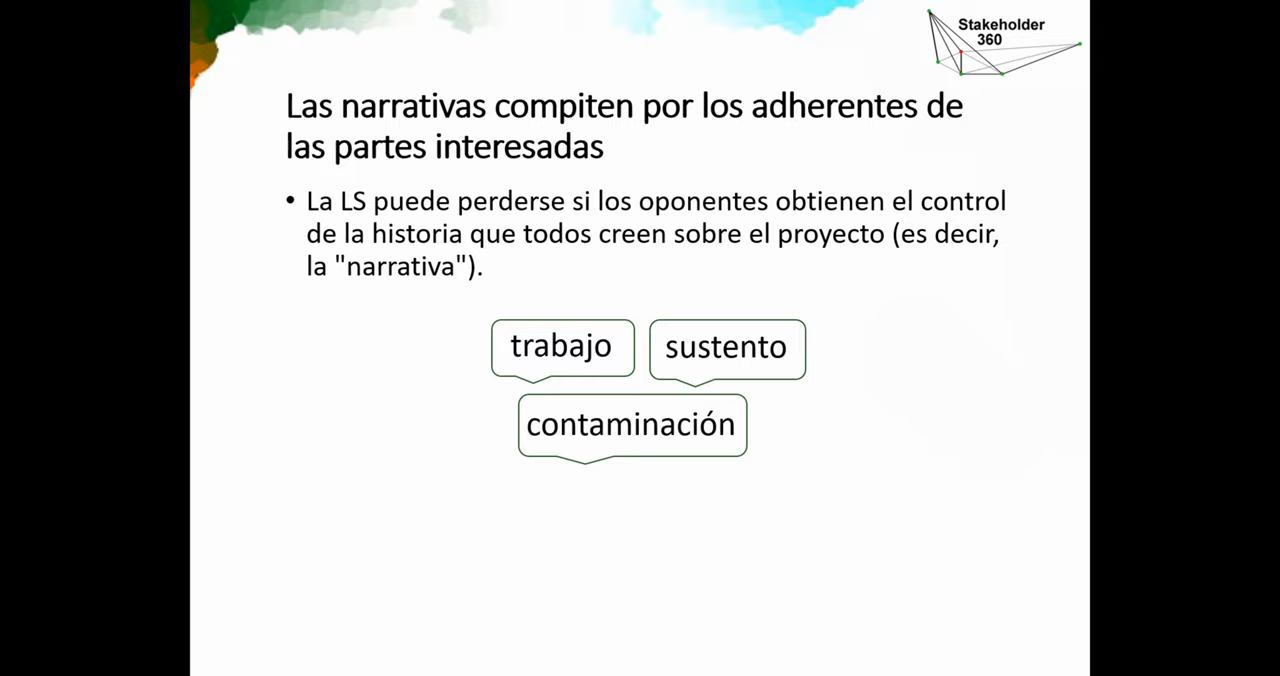 Stakeholder
360
Las narrativas compiten por los adherentes de
las partes interesadas
• La LS puede perderse si los oponentes obtienen el control
de la historia que todos creen sobre el proyecto (es decir,
la "narrativa").
trabajo
sustento
contaminación